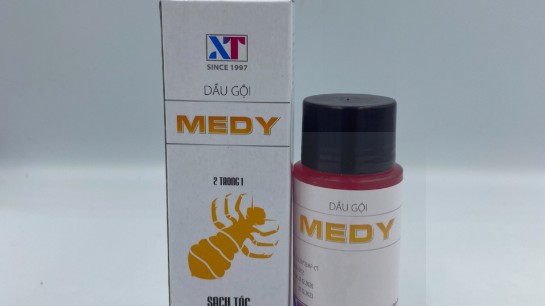 XT
SINCE 1997
DẦU GỘI
MEDY
2 TRONG 1
SẠCH TÓC
DẦU GỘI
MEDY